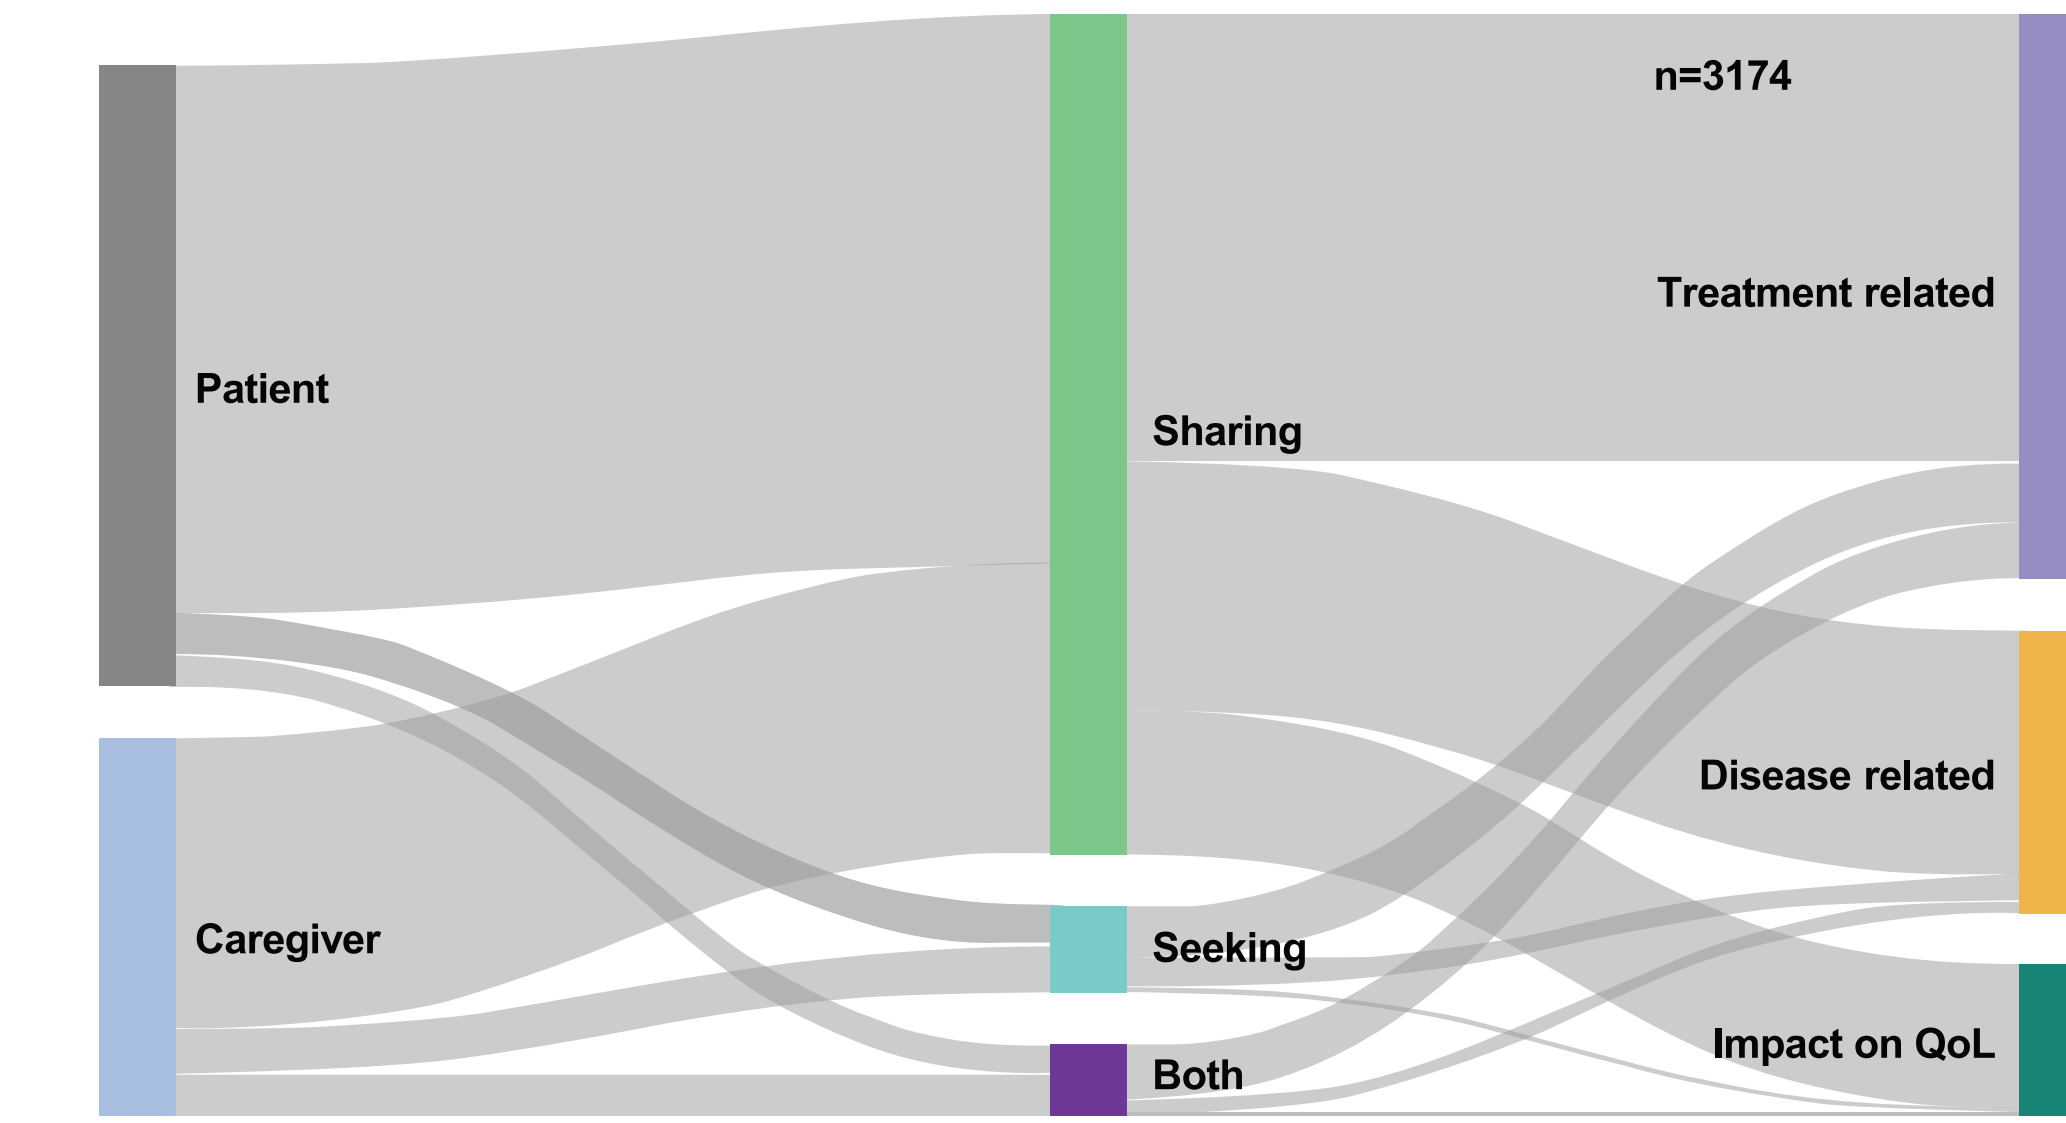 n=3174
Treatment related
Patient
Sharing
Disease related
Caregiver
Seeking
Impact on QoL
Both